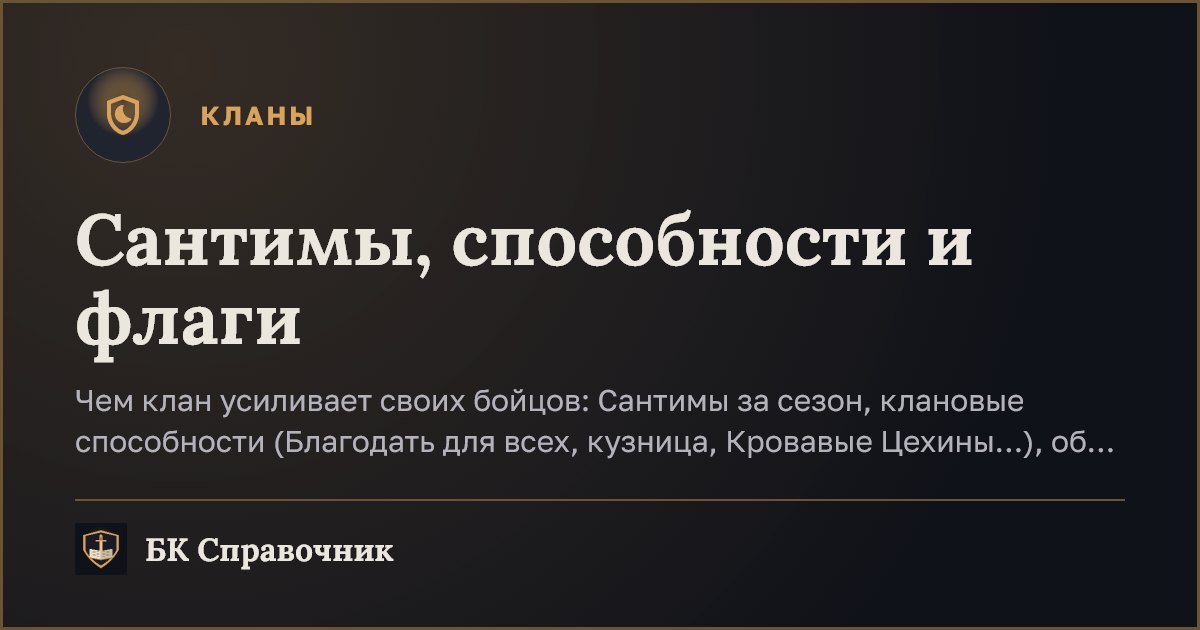 КЛАНЫ
Сантимы, способности и
флаги
Чем клан усиливает своих бойцов: Сантимы за сезон, клановые
способности (Благодать для всех, кузница, Кровавые Цехины…), об…
БК Справочник